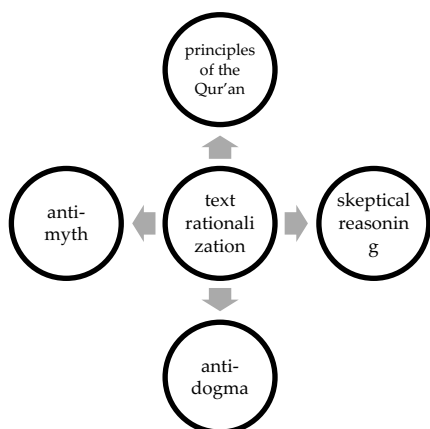 principles
of the
Qur’an
anti-
myth
text
rationali
zation
skeptical
reasonin
g
anti-
dogma